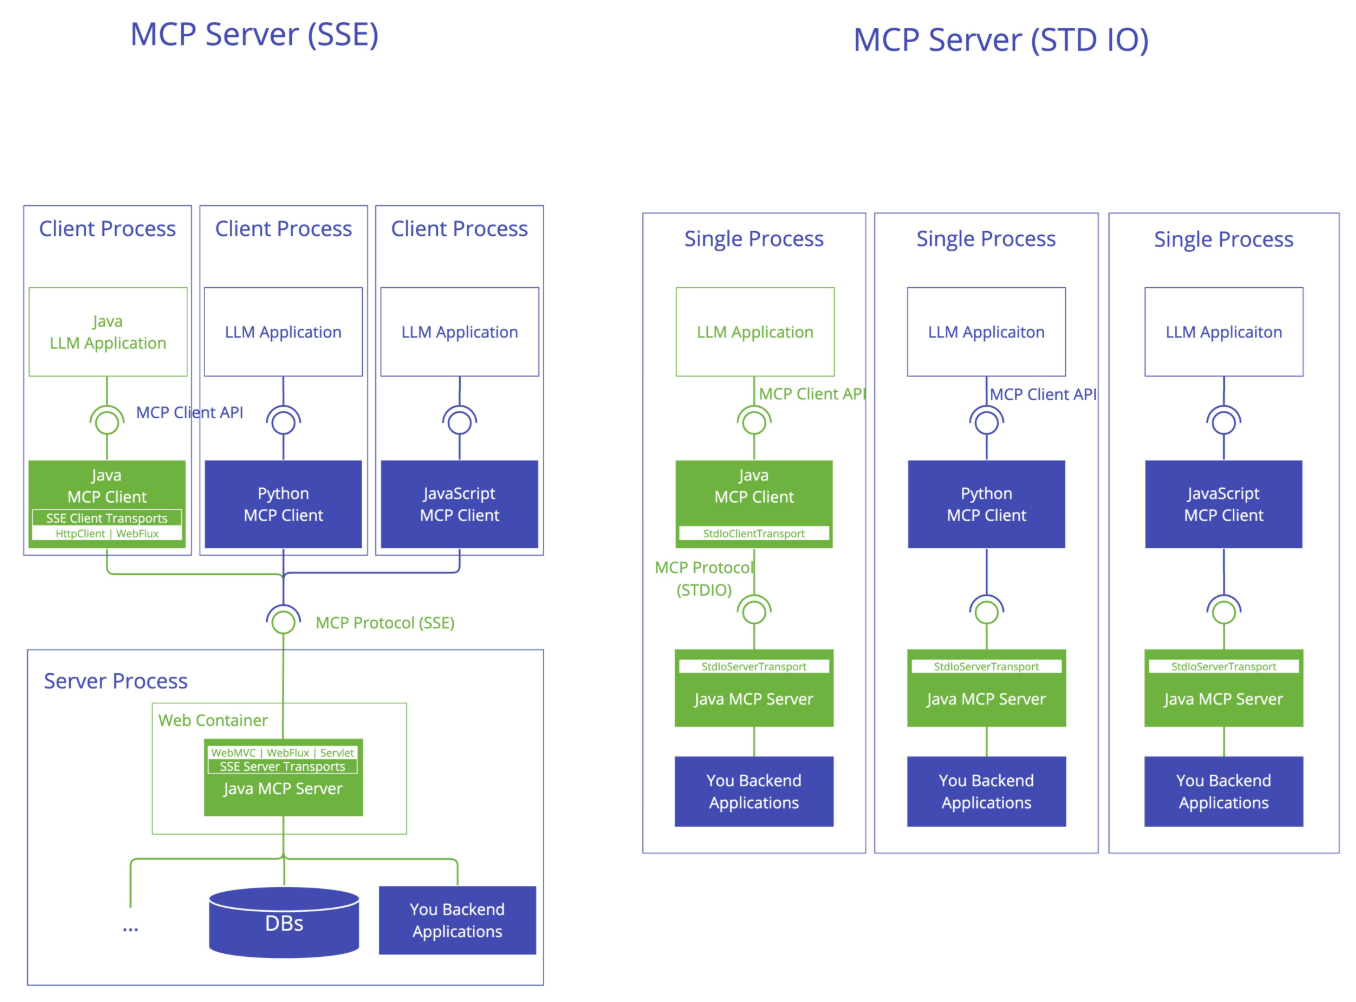 MCP Server (SSE)
Client Process
Client Process
Client Process
Java
LLM Application
LLM Application
LLM Application
MCP Client API
Java
MCP Client
SSE Client Transports
HttpClient | WebFlux
Python
MCP Client
JavaScript
MCP Client
MCP Protocol (SSE)
Server Process
Web Container
WebMVC | WebFlux | Servlet
SSE Server Transports
Java MCP Server
...
DBs
You Backend
Applications
MCP Server (STD IO)
Single Process
LLM Application
MCP Client API
Java
MCP Client
StdIoClientTransport
MCP Protocol
(STDIO)
StdIoServerTransport
Java MCP Server
You Backend
Applications
Single Process
LLM Applicaiton
MCP Client API
Python
MCP Client
StdIoServerTransport
Java MCP Server
You Backend
Applications
Single Process
LLM Applicaiton
JavaScript
MCP Client
StdIoServerTransport
Java MCP Server
You Backend
Applications